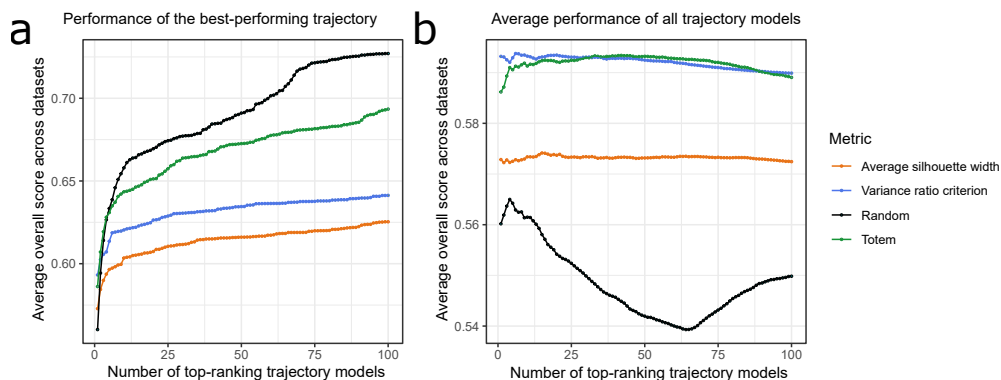 a
Performance of the best-performing trajectory
Average overall score across datasets
0.70
0.65
0.60
0
25
50
75
100
Number of top-ranking trajectory models
b
Average performance of all trajectory models
Average overall score across datasets
0.58
0.56
0.54
0
25
50
75
100
Number of top-ranking trajectory models
Metric
Average silhouette width
Variance ratio criterion
Random
Totem